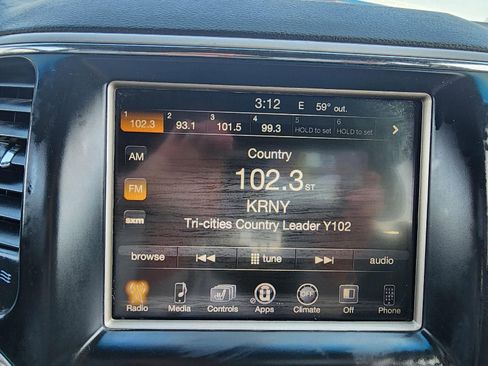 3:12 E 59° out.
1 102.3 2 93.1 3 101.5 4 99.3 5 HOLD to set 6 HOLD to set
AM
Country
FM
102.3 ST
KRNY
sxm
Tri-cities Country Leader Y102
browse tune audio
OFF
Radio Media Controls Apps Climate Off Phone